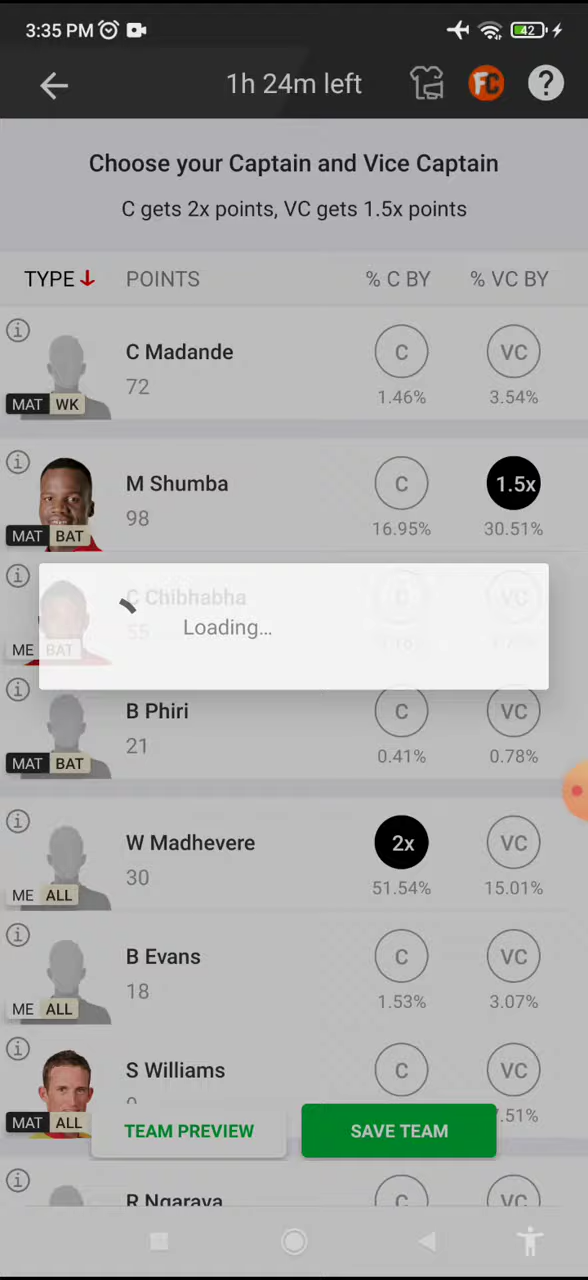 3:35 PM 42
1h 24m left FC ?
Choose your Captain and Vice Captain
C gets 2x points, VC gets 1.5x points
TYPE POINTS % C BY % VC BY
i C Madande C VC
72 1.46% 3.54%
MAT WK
i M Shumba C 1.5x
98 16.95% 30.51%
MAT BAT
i C Chibhabha C VC
55
Loading...
ME BAT
i B Phiri C VC
21 0.41% 0.78%
MAT BAT
i W Madhevere 2x VC
30 51.54% 15.01%
ME ALL
i B Evans C VC
18 1.53% 3.07%
ME ALL
i S Williams C VC
MAT ALL
TEAM PREVIEW SAVE TEAM
i R Ngarava C VC